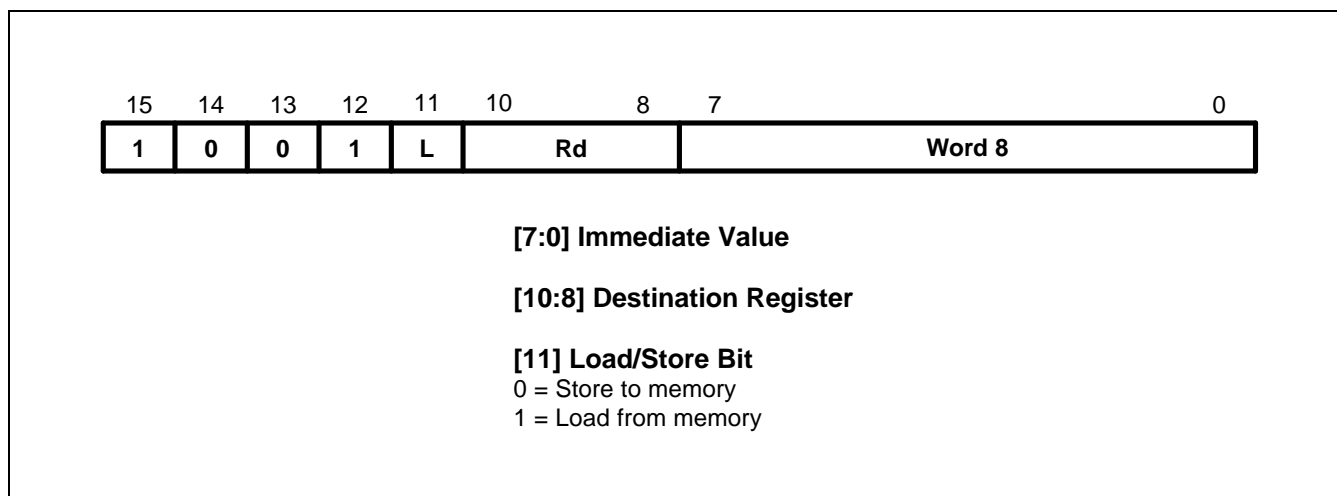 15 14 13 12 11 10 8 7 0
1 0 0 1 L Rd Word 8
[7:0] Immediate Value
[10:8] Destination Register
[11] Load/Store Bit
0 = Store to memory
1 = Load from memory